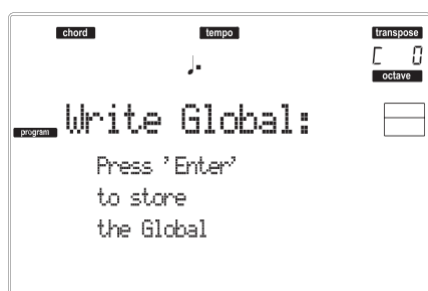 chord tempo transpose
C 0
octave
program Write Global:
Press 'Enter'
to store
the Global